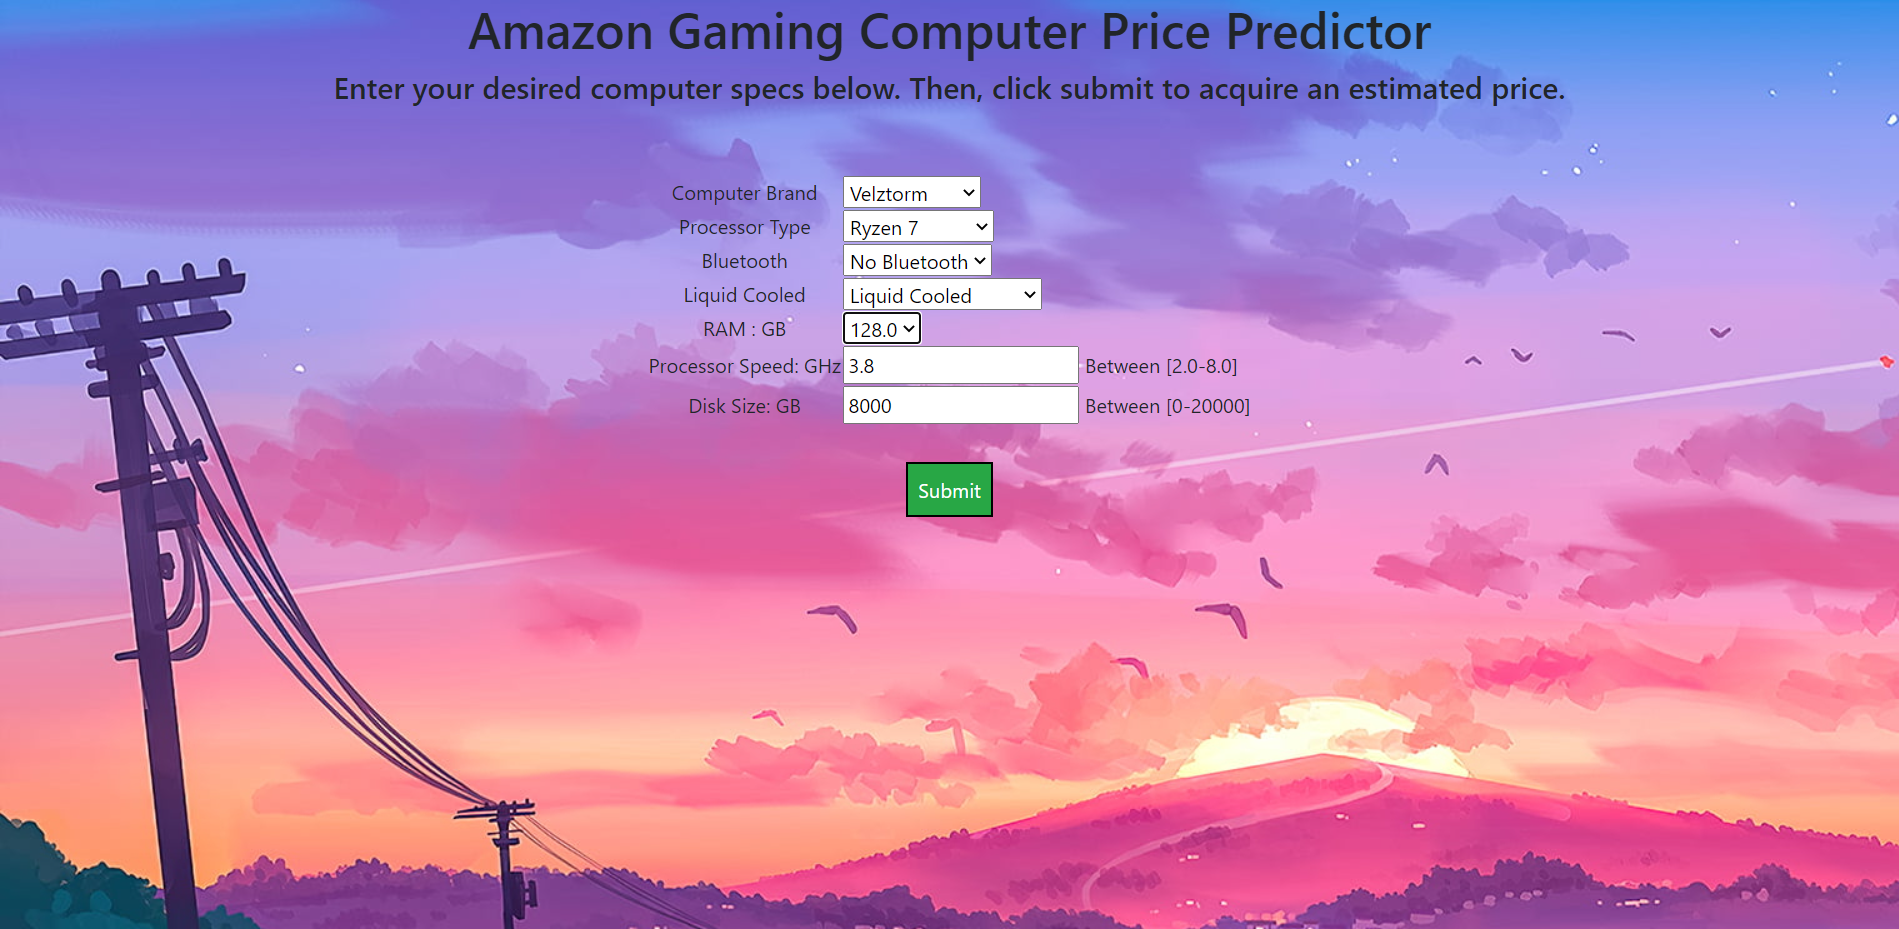 Amazon Gaming Computer Price Predictor
Enter your desired computer specs below. Then, click submit to acquire an estimated price.
Computer Brand Velztorm
Processor Type Ryzen 7
Bluetooth No Bluetooth
Liquid Cooled Liquid Cooled
RAM : GB 128.0
Processor Speed: GHz 3.8 Between [2.0-8.0]
Disk Size: GB 8000 Between [0-20000]
Submit